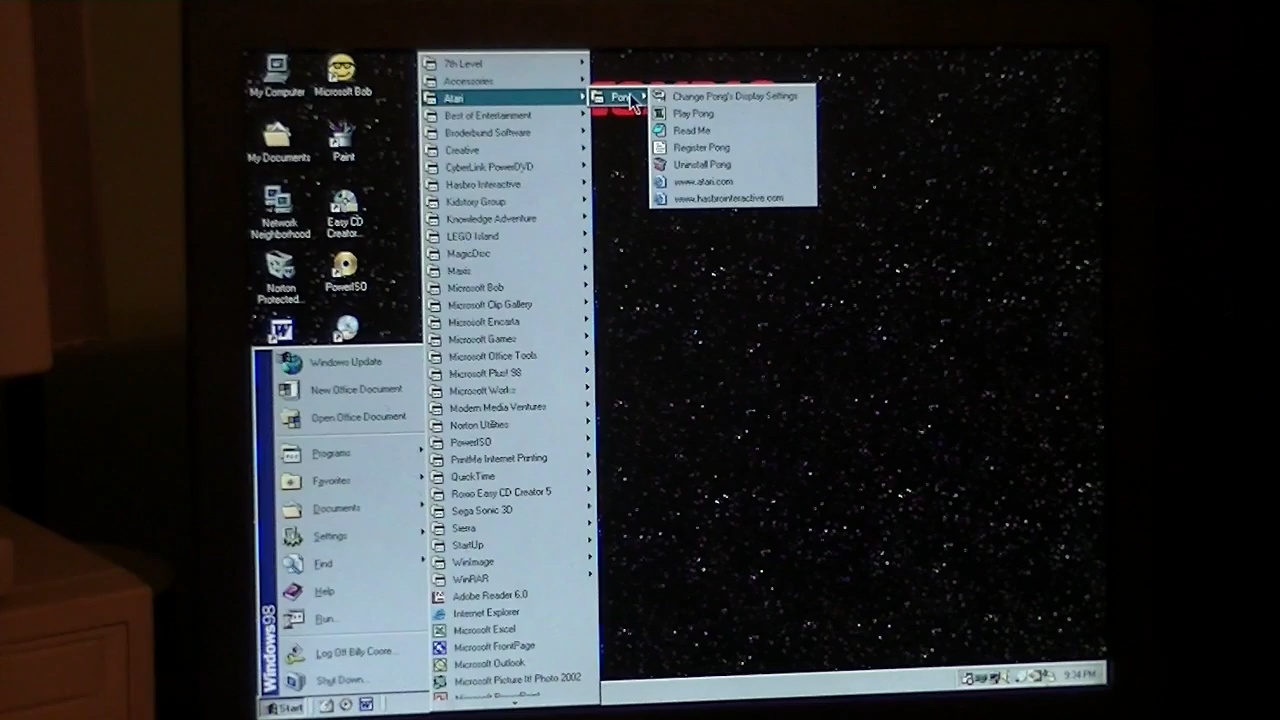 My Computer
Microsoft Bob
My Documents
Paint
Network
Neighborhood
Easy CD
Creator...
Norton
Protected...
PowerISO
Windows Update
New Office Document
Open Office Document
Programs
Favorites
Documents
Settings
Find
Help
Run...
Log Off Billy Coore...
Shut Down...
Windows98
Start
7th Level
Accessories
Atari
Best of Entertainment
Broderbund Software
Creative
CyberLink PowerDVD
Hasbro Interactive
Kidstory Group
Knowledge Adventure
LEGO Island
MagicDisc
Maxis
Microsoft Bob
Microsoft Clip Gallery
Microsoft Encarta
Microsoft Games
Microsoft Office Tools
Microsoft Plus! 98
Microsoft Works
Modern Media Ventures
Norton Utilities
PowerISO
PrintMe Internet Printing
QuickTime
Roxio Easy CD Creator 5
Sega Sonic 3D
Sierra
StartUp
WinImage
WinRAR
Adobe Reader 6.0
Internet Explorer
Microsoft Excel
Microsoft FrontPage
Microsoft Outlook
Microsoft Picture It! Photo 2002
Microsoft PowerPoint
Pong
Change Pong's Display Settings
Play Pong
Read Me
Register Pong
Uninstall Pong
www.atari.com
www.hasbrointeractive.com
9:34 PM